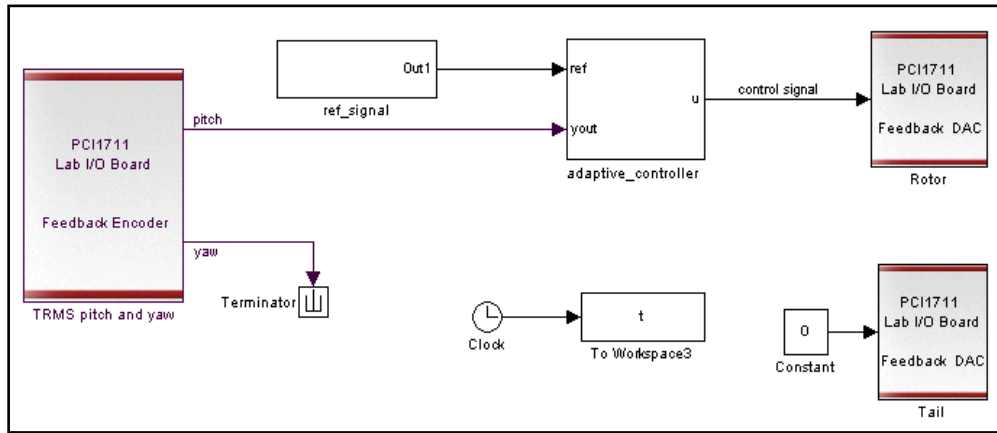 PCI1711
Lab I/O Board
Feedback Encoder
TRMS pitch and yaw
pitch
yaw
Out1
ref_signal
ref
yout
u
adaptive_controller
control signal
PCI1711
Lab I/O Board
Feedback DAC
Rotor
Terminator
Clock
t
To Workspace3
0
Constant
PCI1711
Lab I/O Board
Feedback DAC
Tail